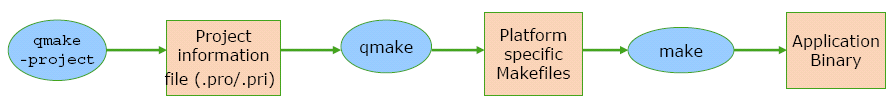 qmake
-project
Project
information
file (.pro/.pri)
qmake
Platform
specific
Makefiles
make
Application
Binary